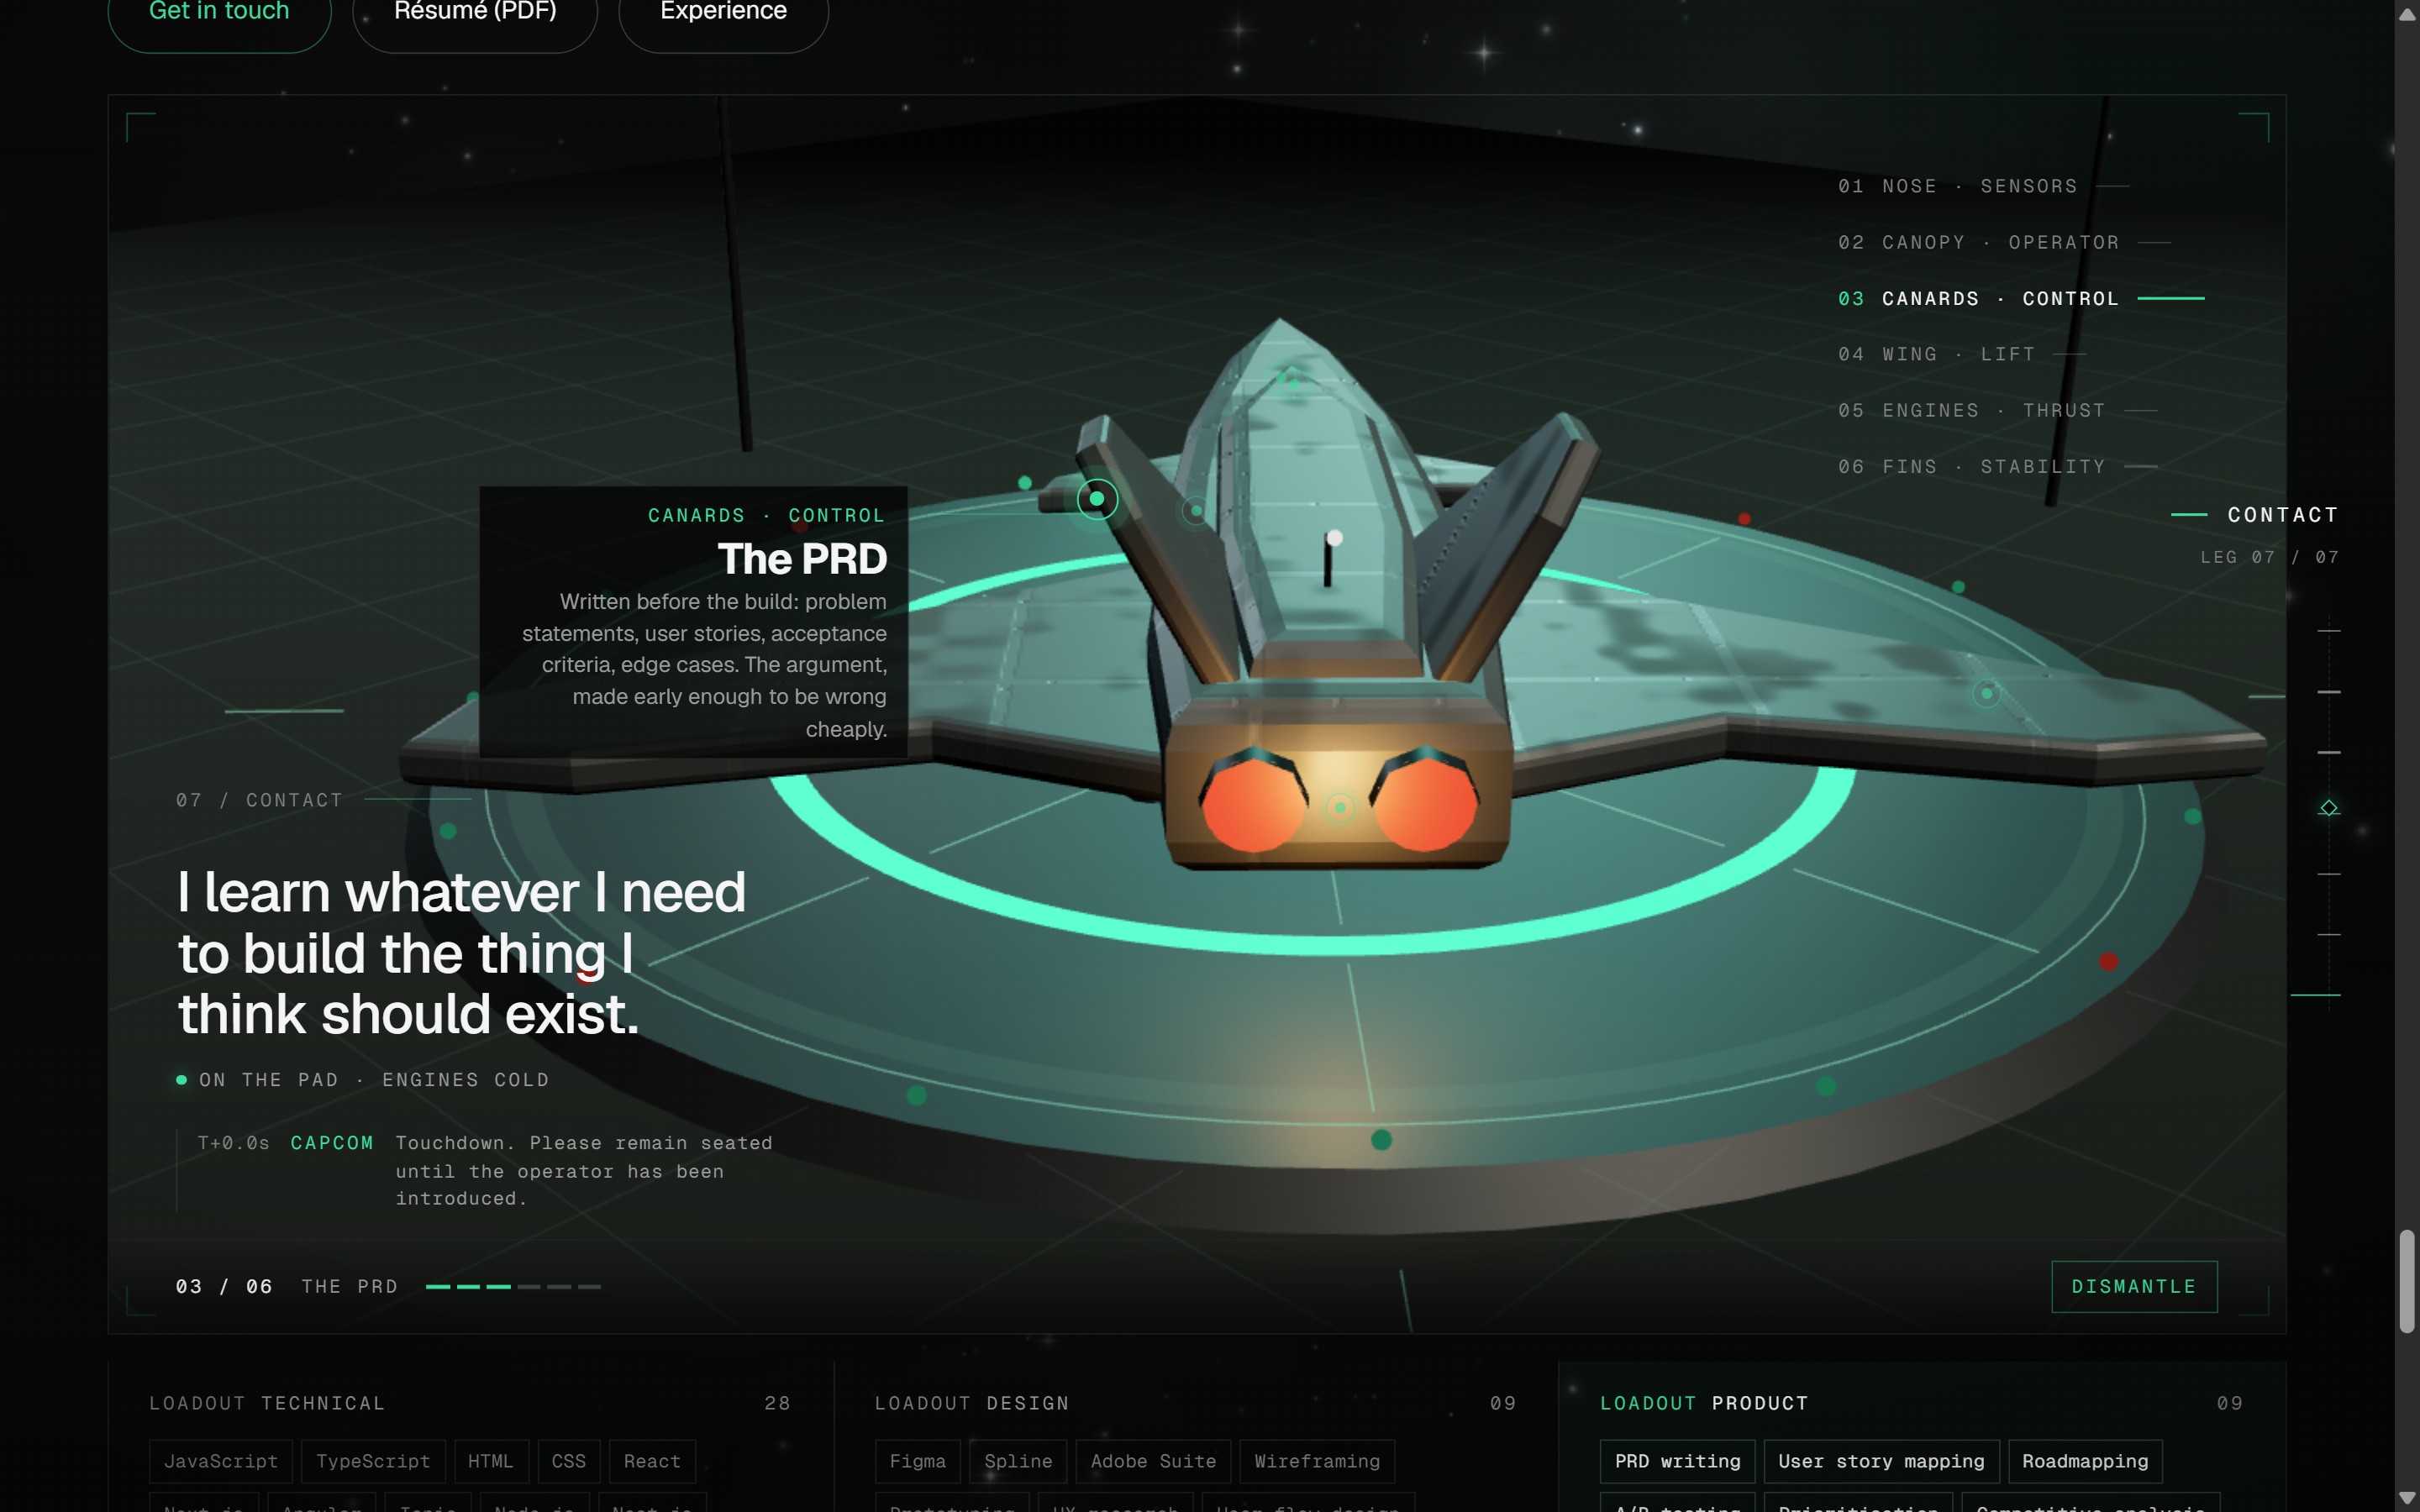 Get in touch
Résumé (PDF)
Experience
01 NOSE · SENSORS
02 CANOPY · OPERATOR
03 CANARDS · CONTROL
04 WING · LIFT
05 ENGINES · THRUST
06 FINS · STABILITY
CONTACT
LEG 07 / 07
CANARDS · CONTROL
The PRD
Written before the build: problem
statements, user stories, acceptance
criteria, edge cases. The argument,
made early enough to be wrong
cheaply.
07 / CONTACT
I learn whatever I need
to build the thing I
think should exist.
ON THE PAD · ENGINES COLD
T+0.0s CAPCOM Touchdown. Please remain seated
until the operator has been
introduced.
03 / 06 THE PRD
DISMANTLE
LOADOUT TECHNICAL 28
JavaScript TypeScript HTML CSS React
LOADOUT DESIGN 09
Figma Spline Adobe Suite Wireframing
LOADOUT PRODUCT 09
PRD writing User story mapping Roadmapping